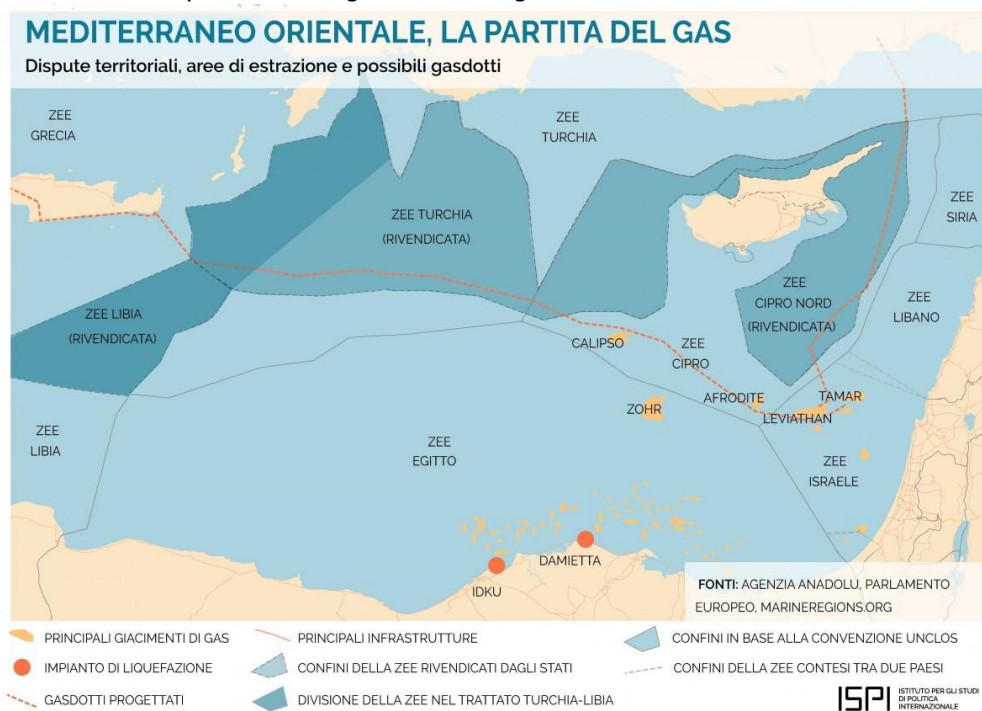 MEDITERRANEO ORIENTALE, LA PARTITA DEL GAS
Dispute territoriali, aree di estrazione e possibili gasdotti
ZEE
GRECIA
ZEE
TURCHIA
ZEE TURCHIA
(RIVENDICATA)
ZEE
SIRIA
ZEE LIBIA
(RIVENDICATA)
ZEE
CIPRO NORD
(RIVENDICATA)
ZEE
LIBANO
CALIPSO
ZEE
CIPRO
ZOHR
AFRODITE
TAMAR
LEVIATHAN
ZEE
LIBIA
ZEE
EGITTO
ZEE
ISRAELE
DAMIETTA
IDKU
FONTI: AGENZIA ANADOLU, PARLAMENTO
EUROPEO, MARINEREGIONS.ORG
PRINCIPALI GIACIMENTI DI GAS
PRINCIPALI INFRASTRUTTURE
CONFINI IN BASE ALLA CONVENZIONE UNCLOS
IMPIANTO DI LIQUEFAZIONE
CONFINI DELLA ZEE RIVENDICATI DAGLI STATI
CONFINI DELLA ZEE CONTESI TRA DUE PAESI
GASDOTTI PROGETTATI
DIVISIONE DELLA ZEE NEL TRATTATO TURCHIA-LIBIA
ISPI
ISTITUTO PER GLI STUDI
DI POLITICA
INTERNAZIONALE